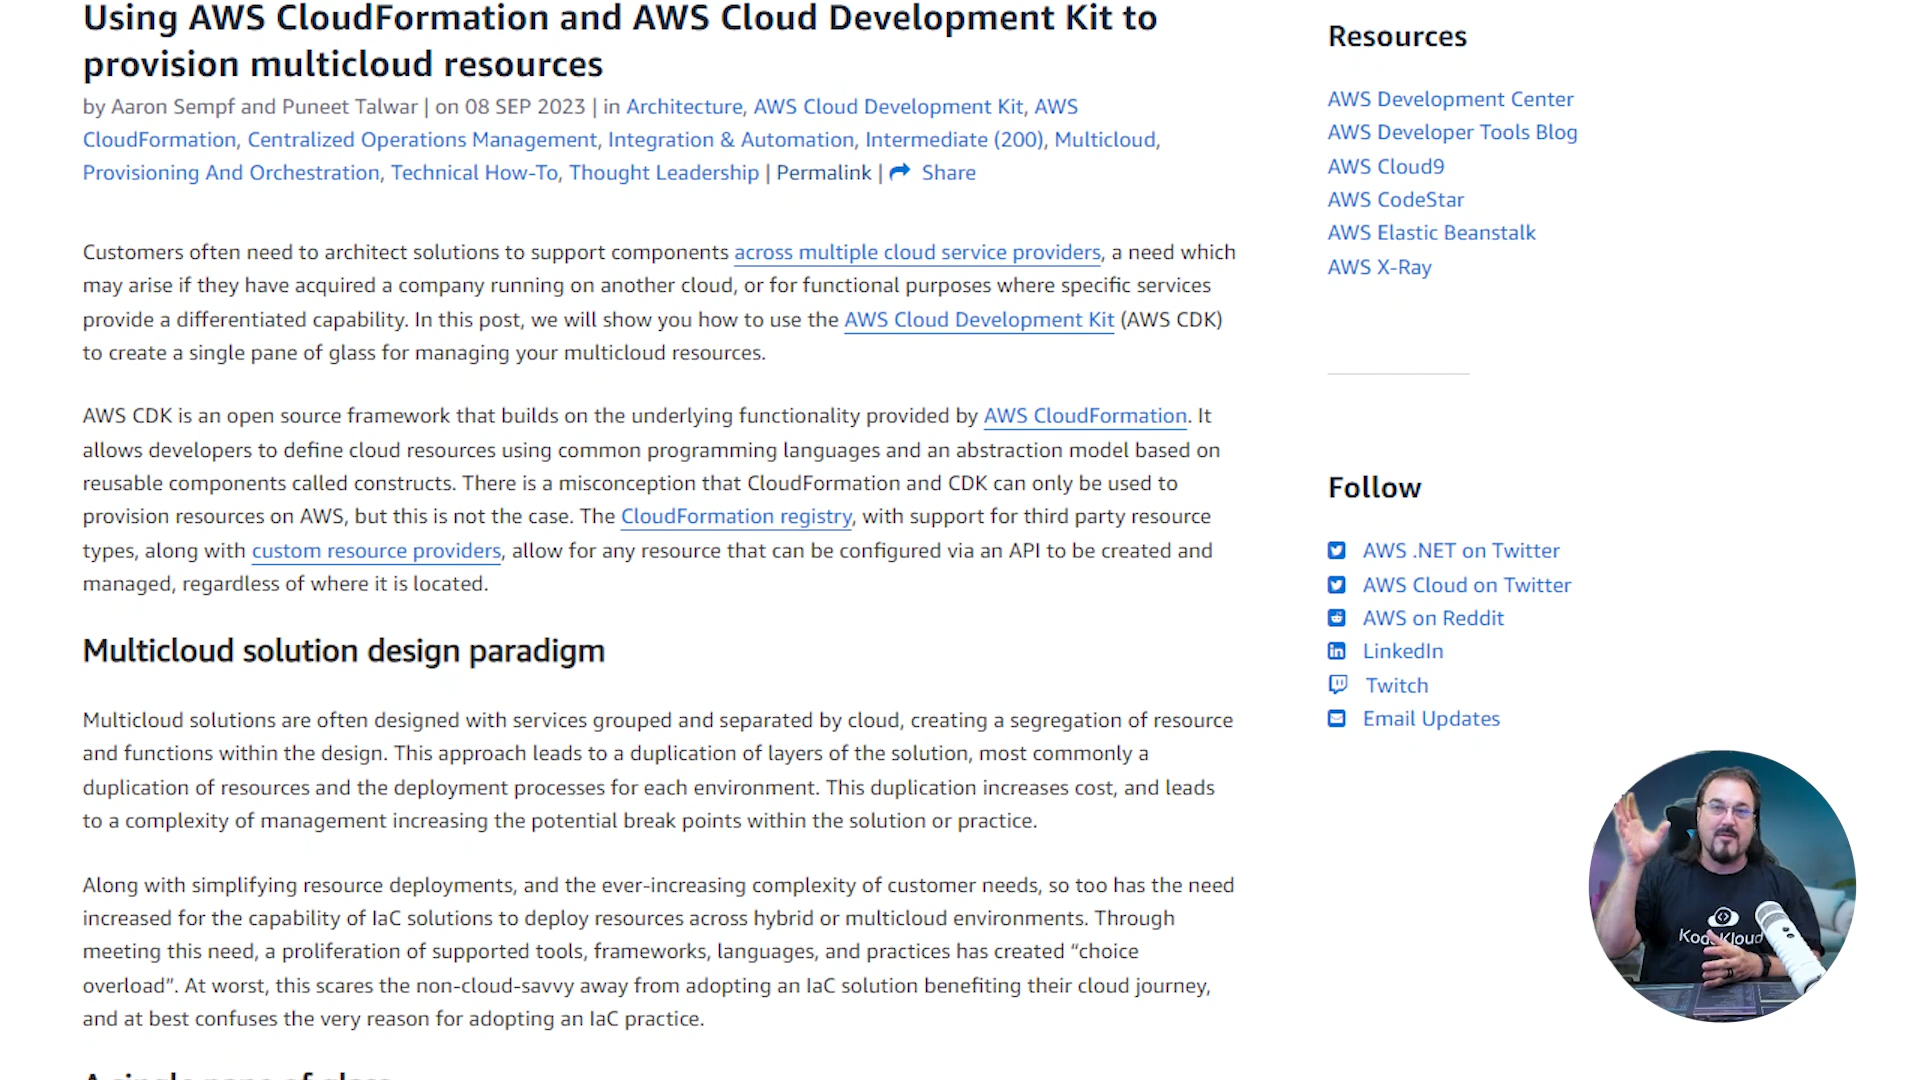 Using AWS CloudFormation and AWS Cloud Development Kit to
provision multicloud resources
by Aaron Sempf and Puneet Talwar | on 08 SEP 2023 | in Architecture, AWS Cloud Development Kit, AWS
CloudFormation, Centralized Operations Management, Integration & Automation, Intermediate (200), Multicloud,
Provisioning And Orchestration, Technical How-To, Thought Leadership | Permalink | Share
Customers often need to architect solutions to support components across multiple cloud service providers, a need which
may arise if they have acquired a company running on another cloud, or for functional purposes where specific services
provide a differentiated capability. In this post, we will show you how to use the AWS Cloud Development Kit (AWS CDK)
to create a single pane of glass for managing your multicloud resources.
AWS CDK is an open source framework that builds on the underlying functionality provided by AWS CloudFormation. It
allows developers to define cloud resources using common programming languages and an abstraction model based on
reusable components called constructs. There is a misconception that CloudFormation and CDK can only be used to
provision resources on AWS, but this is not the case. The CloudFormation registry, with support for third party resource
types, along with custom resource providers, allow for any resource that can be configured via an API to be created and
managed, regardless of where it is located.
Multicloud solution design paradigm
Multicloud solutions are often designed with services grouped and separated by cloud, creating a segregation of resource
and functions within the design. This approach leads to a duplication of layers of the solution, most commonly a
duplication of resources and the deployment processes for each environment. This duplication increases cost, and leads
to a complexity of management increasing the potential break points within the solution or practice.
Along with simplifying resource deployments, and the ever-increasing complexity of customer needs, so too has the need
increased for the capability of IaC solutions to deploy resources across hybrid or multicloud environments. Through
meeting this need, a proliferation of supported tools, frameworks, languages, and practices has created “choice
overload”. At worst, this scares the non-cloud-savvy away from adopting an IaC solution benefiting their cloud journey,
and at best confuses the very reason for adopting an IaC practice.
A single pane of glass
Resources
AWS Development Center
AWS Developer Tools Blog
AWS Cloud9
AWS CodeStar
AWS Elastic Beanstalk
AWS X-Ray
Follow
AWS .NET on Twitter
AWS Cloud on Twitter
AWS on Reddit
LinkedIn
Twitch
Email Updates
KodeKloud